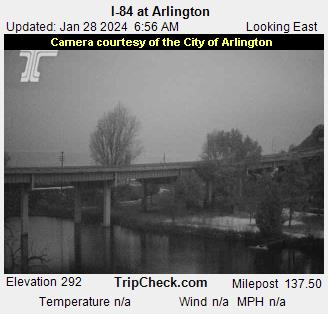 I-84 at Arlington
Updated: Jan 28 2024 6:56 AM Looking East
Camera courtesy of the City of Arlington
Elevation 292 TripCheck.com Milepost 137.50
Temperature n/a Wind n/a MPH n/a